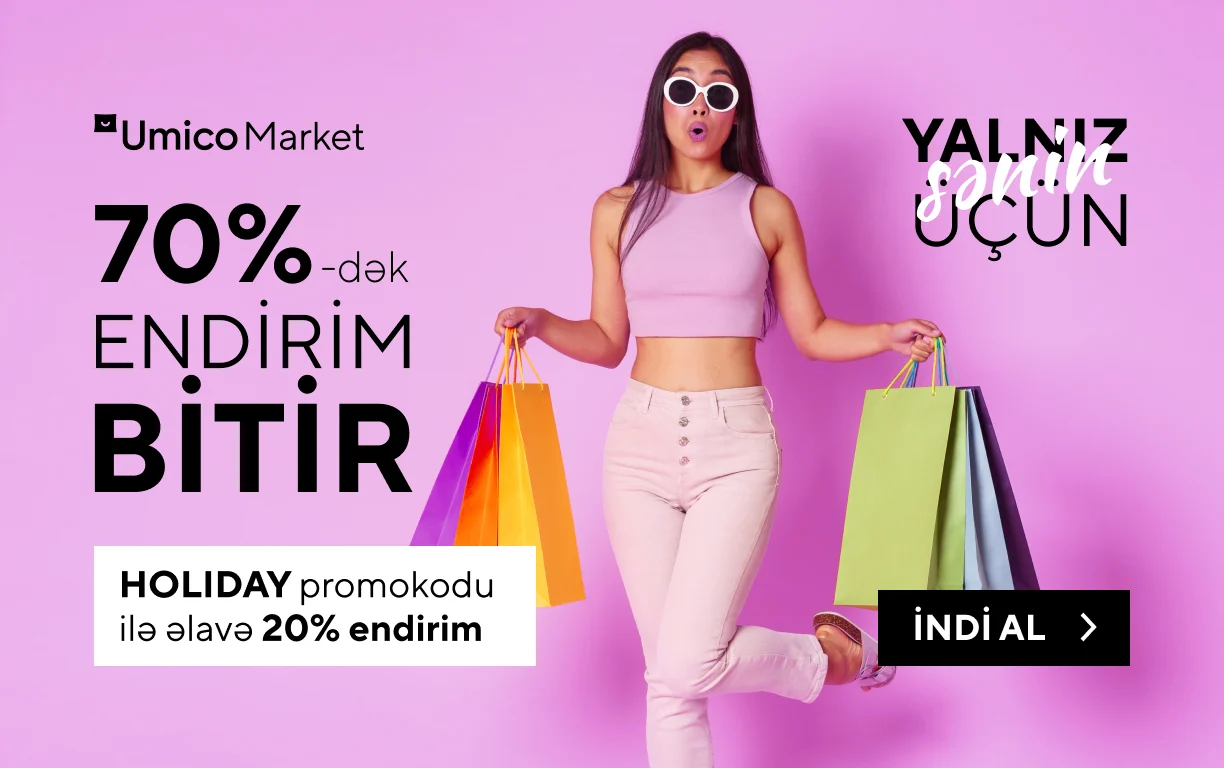 Umico Market
70% -dək
ENDİRİM
BİTİR
HOLIDAY promokodu
ilə əlavə 20% endirim
YALNIZ
sənin
ÜÇÜN
İNDİ AL